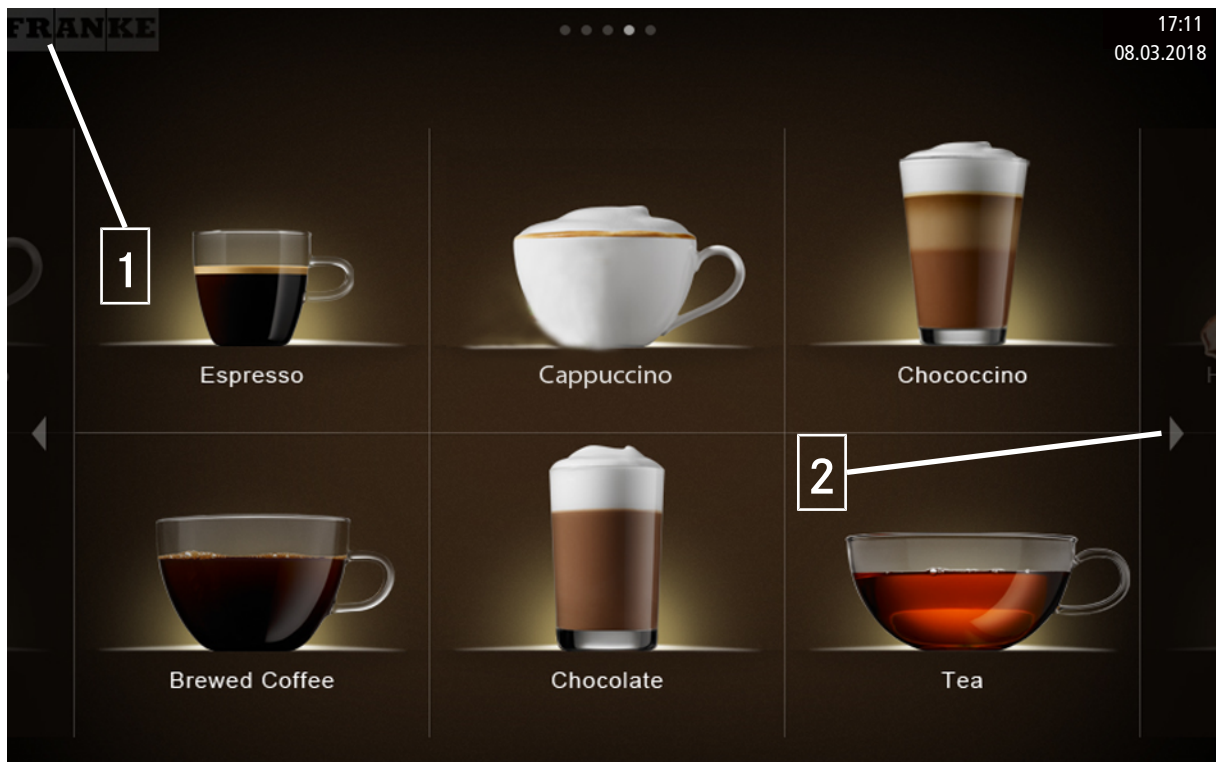 FRANKE
17:11
08.03.2018
1
Espresso
Cappuccino
Chococcino
2
Brewed Coffee
Chocolate
Tea